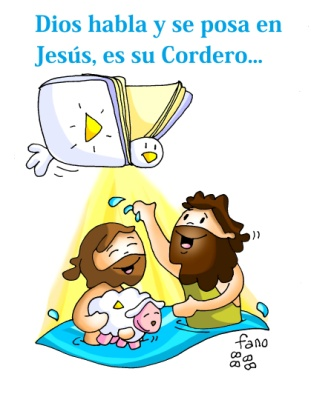 Dios habla y se posa en
Jesús, es su Cordero...
fano